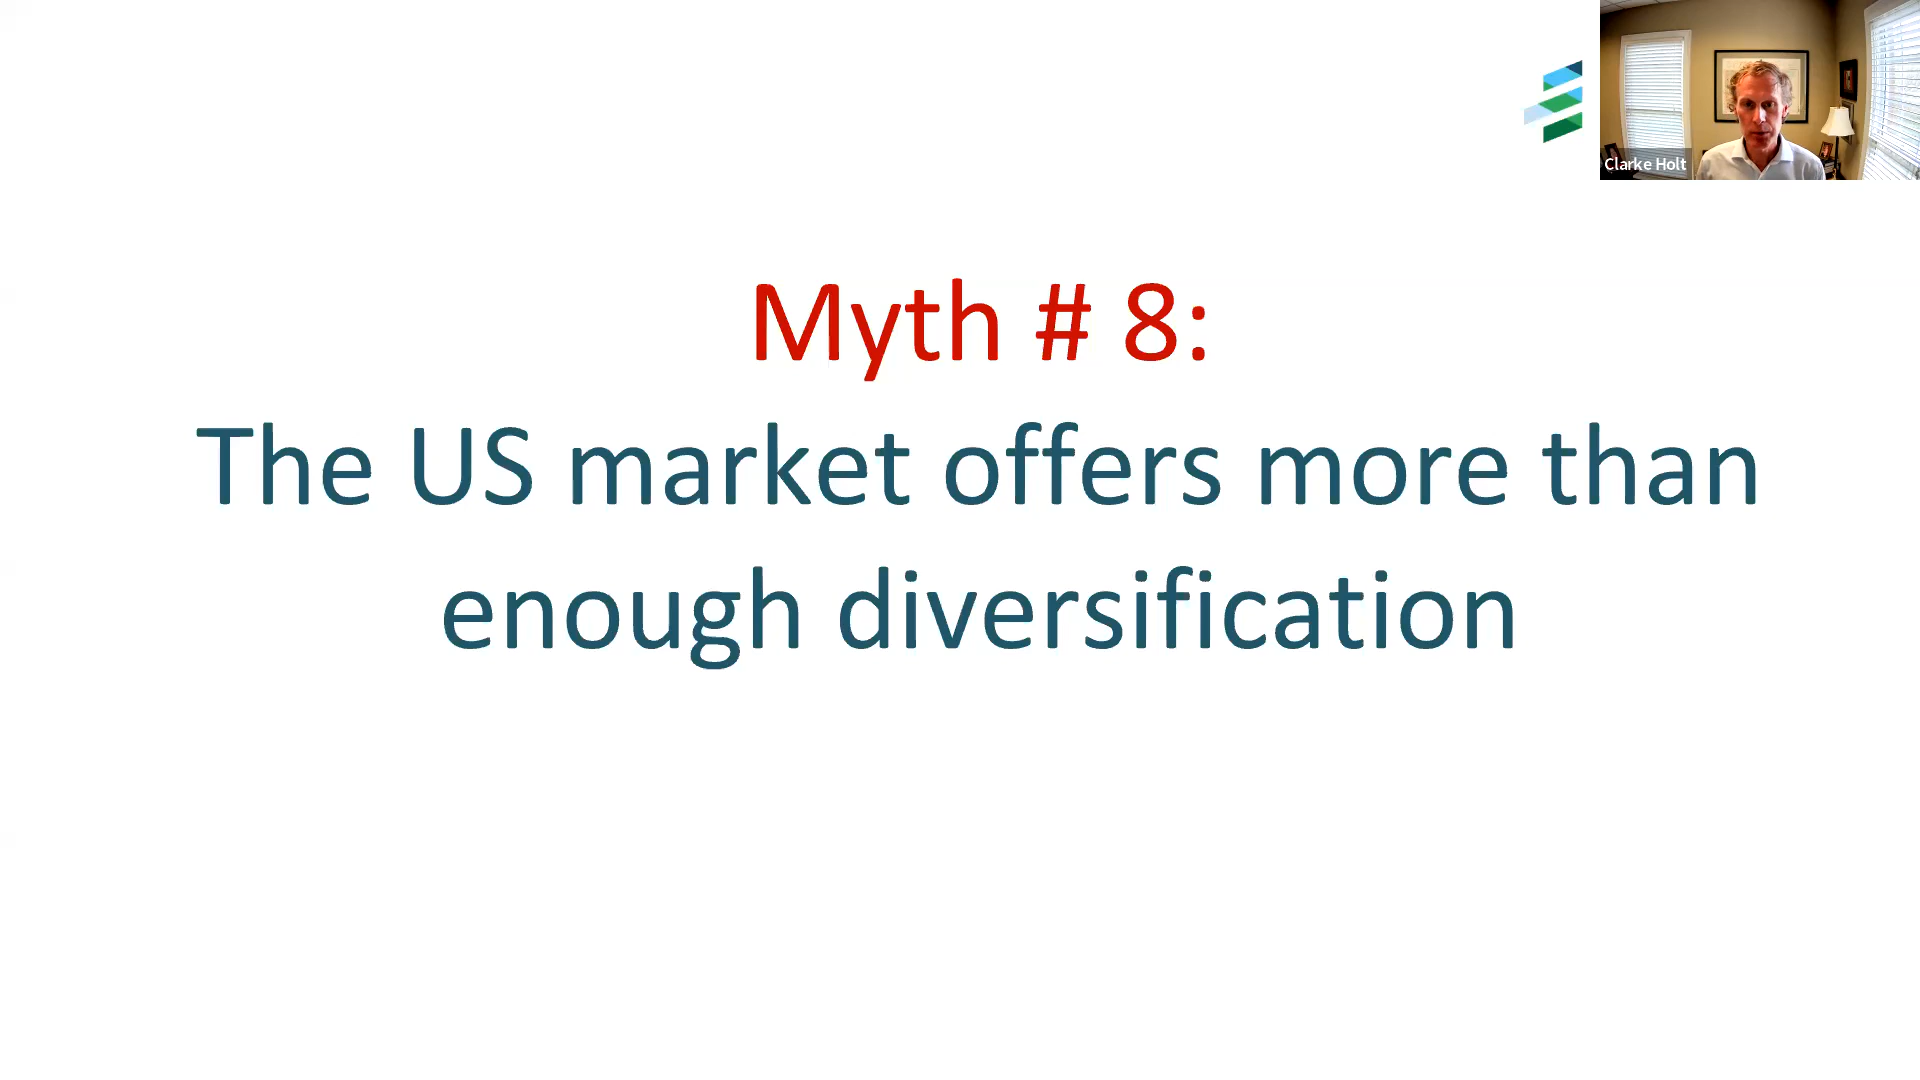 Clarke Holt
Myth # 8:
The US market offers more than
enough diversification